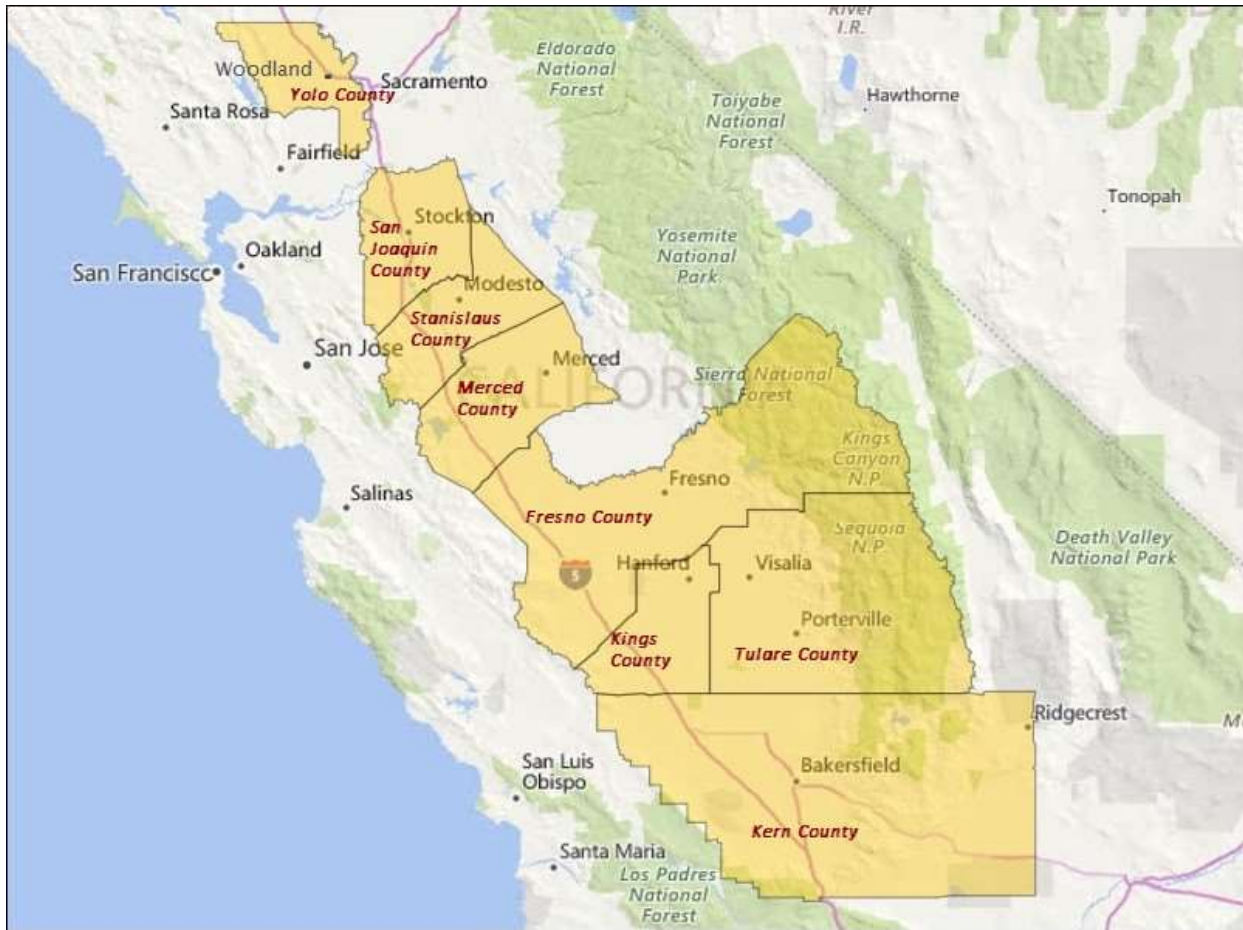 River
I.R.
Eldorado
National
Forest
Woodland
Sacramento
Yolo County
Toiyabe
National
Forest
Hawthorne
Santa Rosa
Fairfield
Tonopah
Stockton
San
Joaquin
County
Yosemite
National
Park
Oakland
San Francisco
Modesto
Stanislaus
County
San Jose
Merced
Merced
County
CALIFORNIA
Sierra National
Forest
Kings
Canyon
N.P.
Salinas
Fresno
Fresno County
Sequoia
N.P
Death Valley
National Park
Hanford
Visalia
5
Porterville
Kings
County
Tulare County
Ridgecrest
San Luis
Obispo
Bakersfield
Kern County
Santa Maria
Los Padres
National
Forest